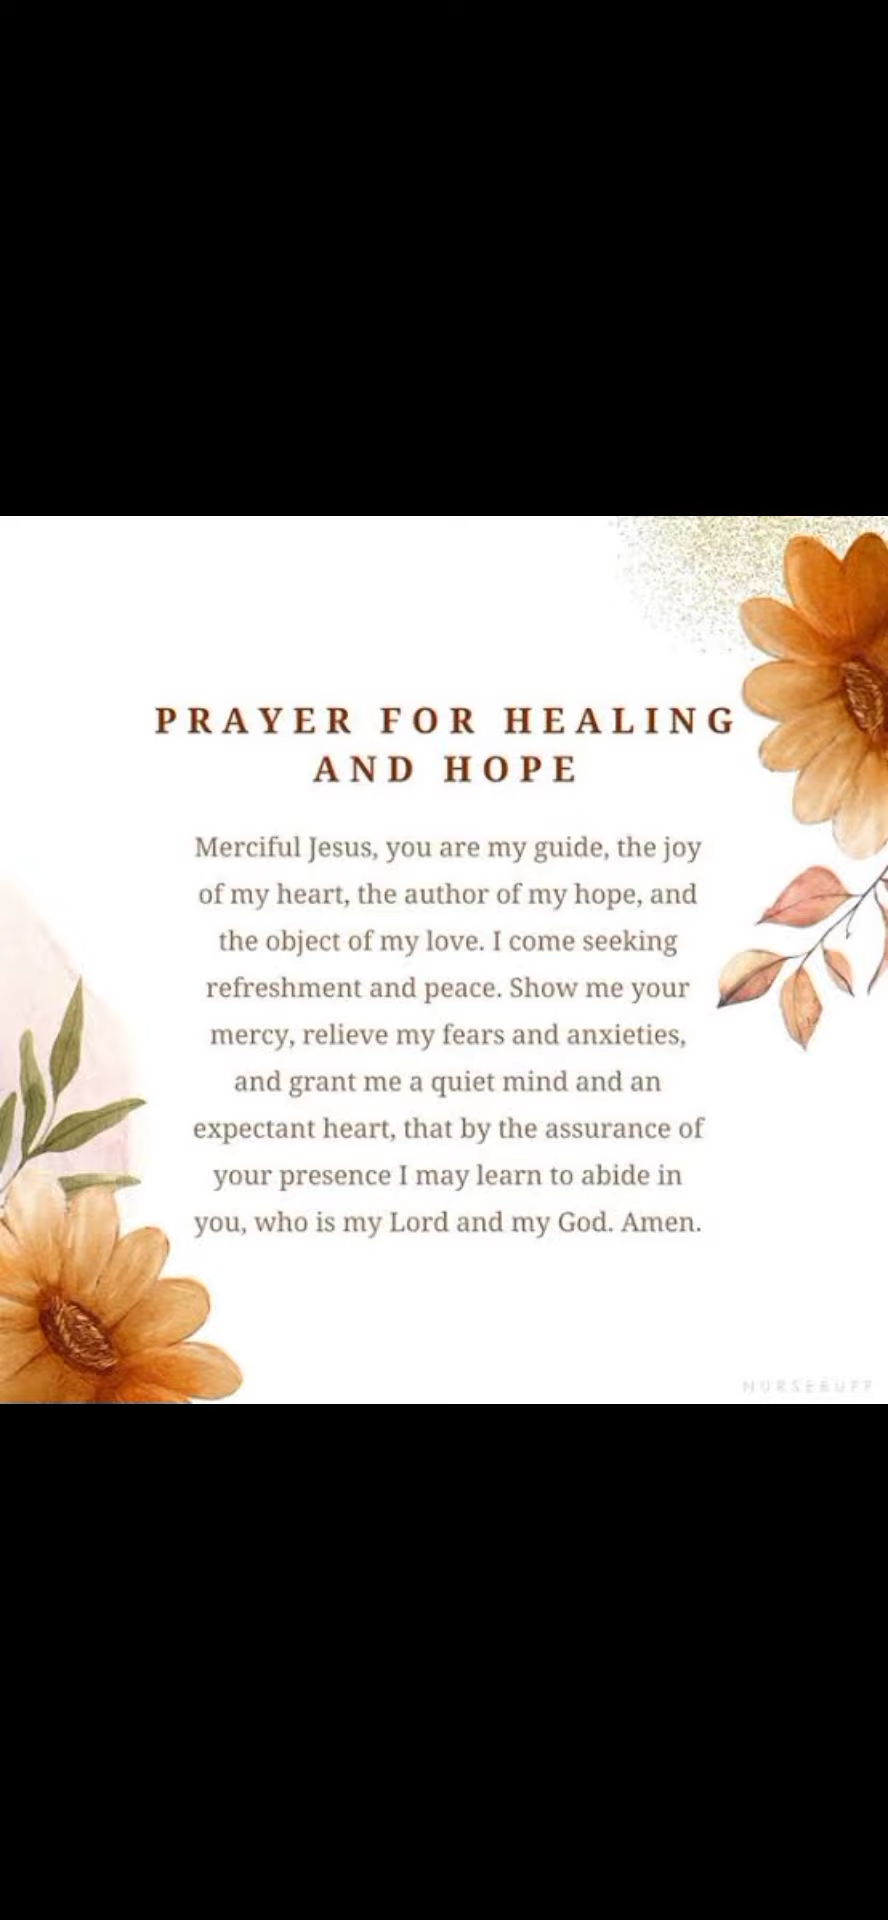 PRAYER FOR HEALING
AND HOPE
Merciful Jesus, you are my guide, the joy
of my heart, the author of my hope, and
the object of my love. I come seeking
refreshment and peace. Show me your
mercy, relieve my fears and anxieties,
and grant me a quiet mind and an
expectant heart, that by the assurance of
your presence I may learn to abide in
you, who is my Lord and my God. Amen.
NURSEBUFF